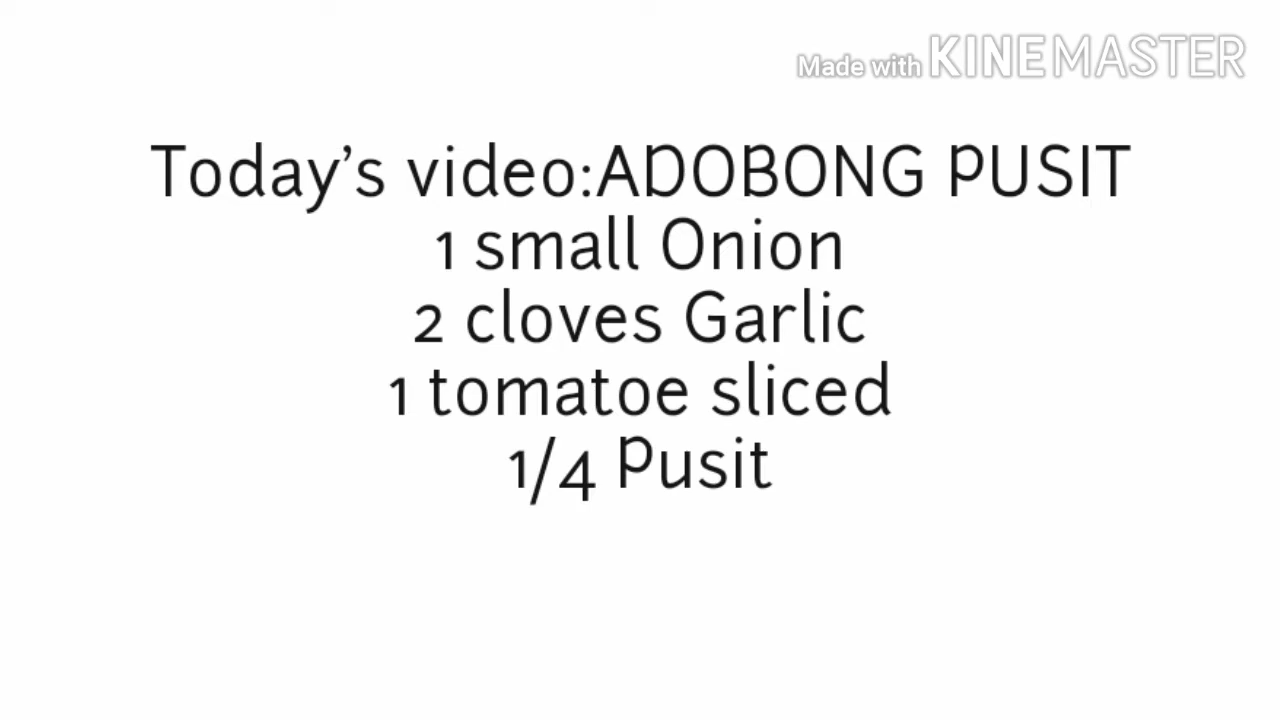 Made with KINEMASTER
Today's video:ADOBONG PUSIT
1 small Onion
2 cloves Garlic
1 tomatoe sliced
1/4 Pusit